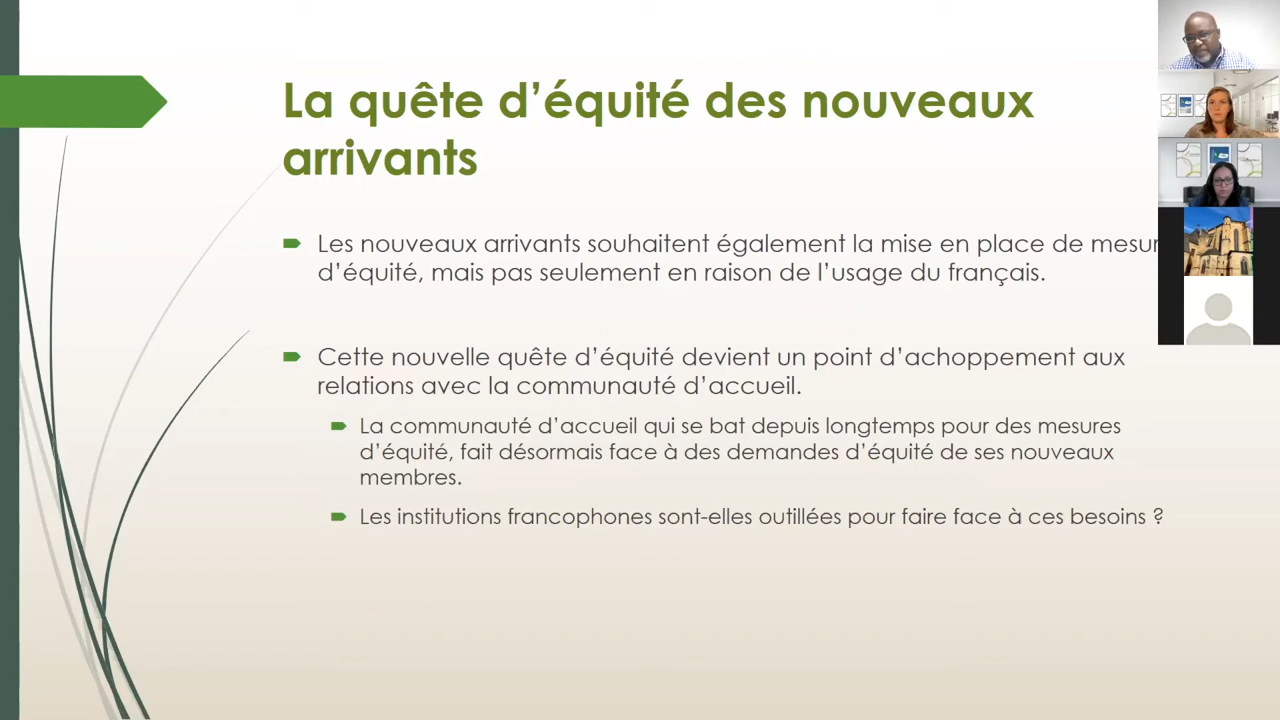 La quête d’équité des nouveaux
arrivants
Les nouveaux arrivants souhaitent également la mise en place de
d’équité, mais pas seulement en raison de l’usage du français.
Cette nouvelle quête d’équité devient un point d’achoppement aux
relations avec la communauté d’accueil.
La communauté d’accueil qui se bat depuis longtemps pour des mesures
d’équité, fait désormais face à des demandes d’équité de ses nouveaux
membres.
Les institutions francophones sont-elles outillées pour faire face à ces besoins ?